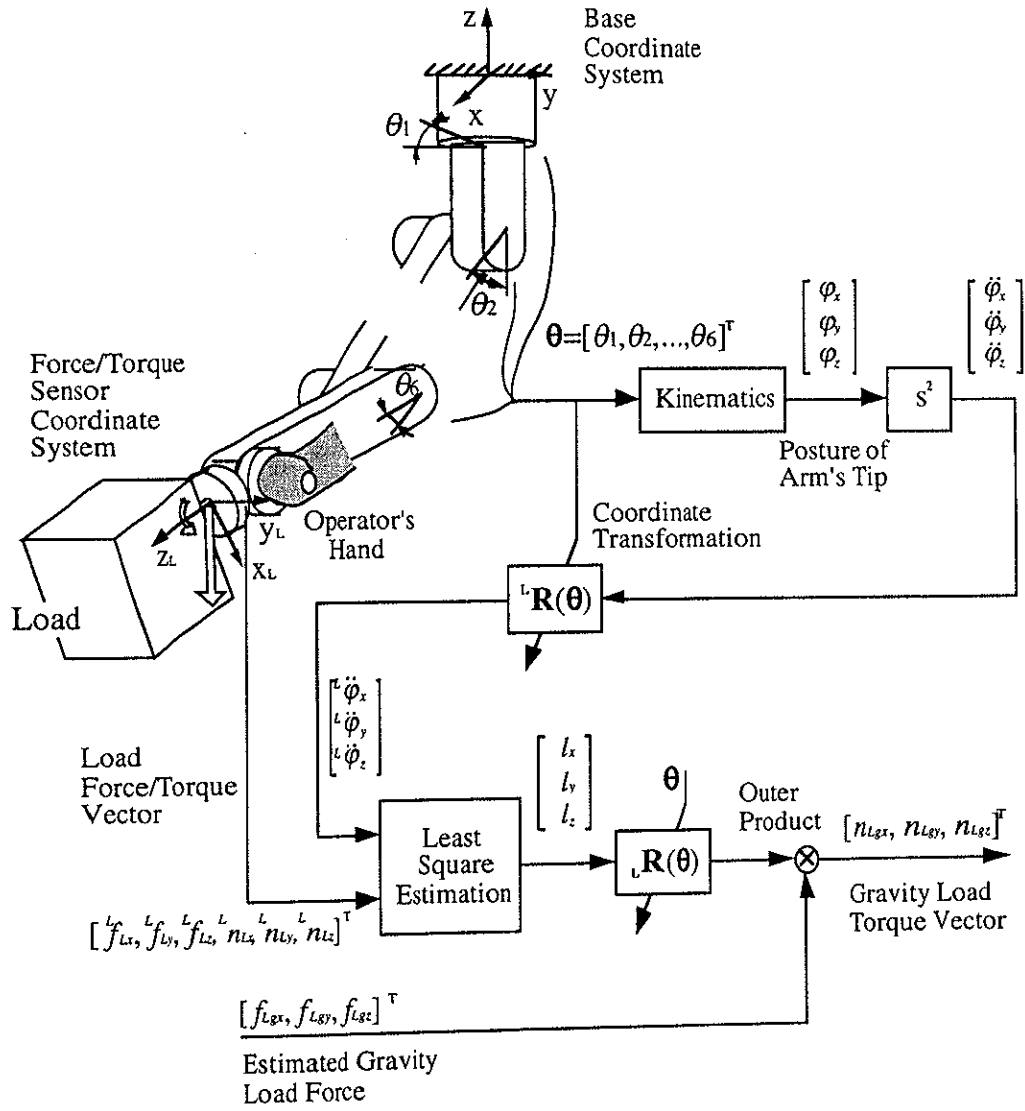 z
Base
Coordinate
System
y
x
θ1
θ2
θ=[θ1,θ2,...,θ6]ᵀ
φx
φy
φz
φ̈x
φ̈y
φ̈z
Force/Torque
Sensor
Coordinate
System
θ6
Kinematics
S²
Posture of
Arm's Tip
Operator's
Hand
yL
zL
xL
Load
Coordinate
Transformation
ᴸR(θ)
ᴸφ̈x
ᴸφ̈y
ᴸφ̈z
Load
Force/Torque
Vector
lx
ly
lz
θ
Outer
Product
[nLgx, nLgy, nLgz]ᵀ
Least
Square
Estimation
ʟR(θ)
Gravity Load
Torque Vector
[ᴸfLx, ᴸfLy, ᴸfLz, ᴸnLx, ᴸnLy, ᴸnLz]ᵀ
[fLgx, fLgy, fLgz]ᵀ
Estimated Gravity
Load Force